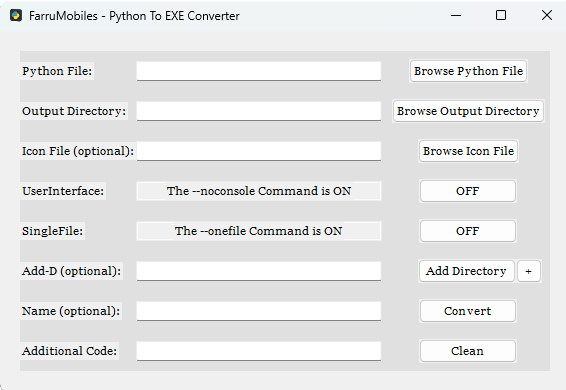 FarruMobiles - Python To EXE Converter
Python File: Browse Python File
Output Directory: Browse Output Directory
Icon File (optional): Browse Icon File
UserInterface: The --noconsole Command is ON OFF
SingleFile: The --onefile Command is ON OFF
Add-D (optional): Add Directory +
Name (optional): Convert
Additional Code: Clean